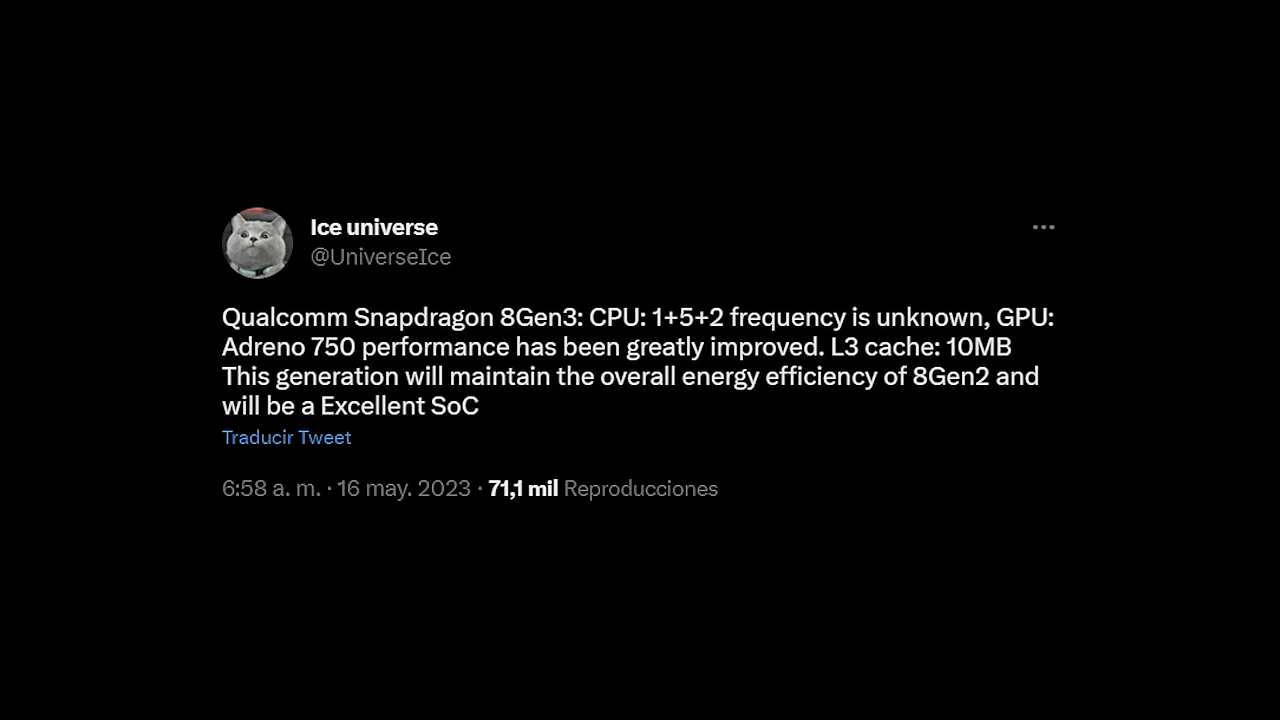 Ice universe
@UniverseIce
Qualcomm Snapdragon 8Gen3: CPU: 1+5+2 frequency is unknown, GPU:
Adreno 750 performance has been greatly improved. L3 cache: 10MB
This generation will maintain the overall energy efficiency of 8Gen2 and
will be a Excellent SoC
Traducir Tweet
6:58 a. m. · 16 may. 2023 · 71,1 mil Reproducciones